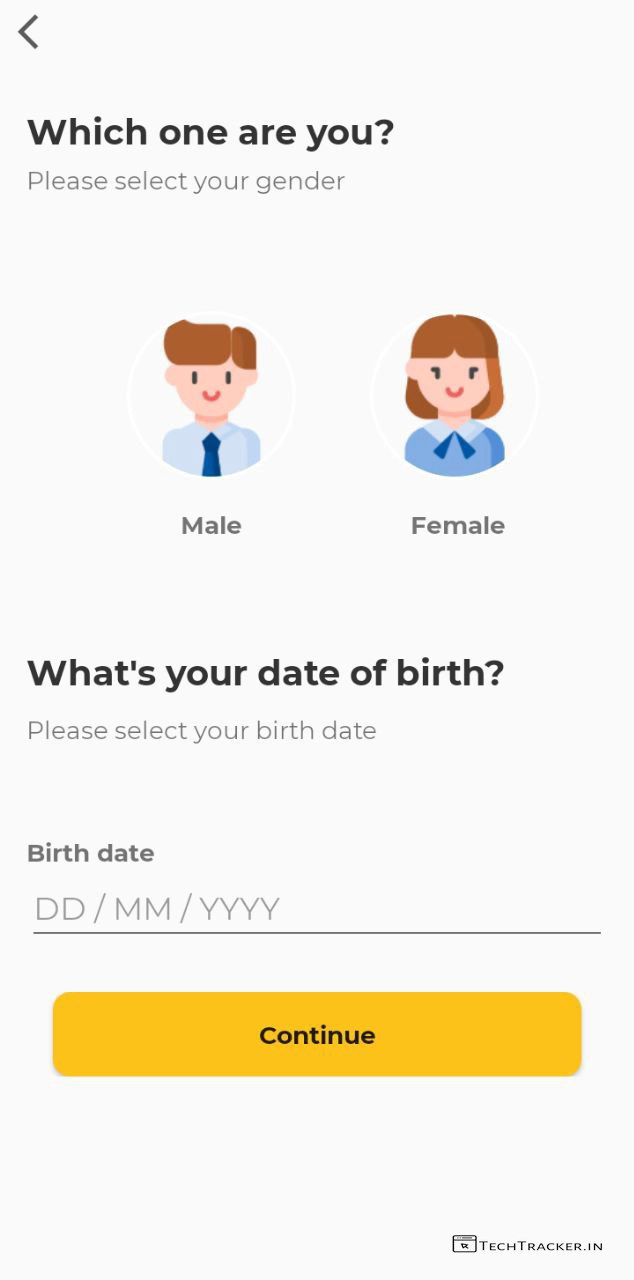 Which one are you?
Please select your gender
Male Female
What's your date of birth?
Please select your birth date
Birth date
DD / MM / YYYY
Continue
TECHTRACKER.IN